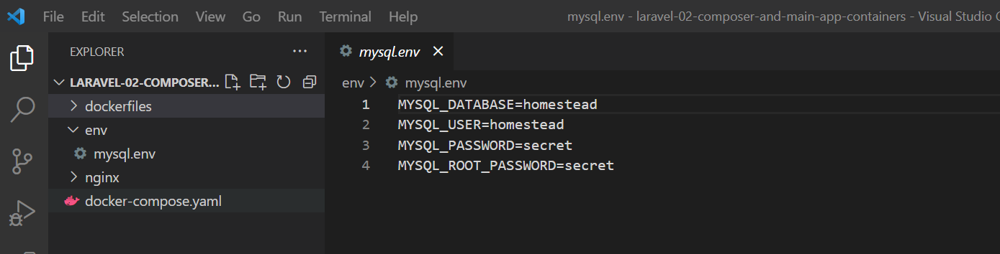 File Edit Selection View Go Run Terminal Help mysql.env - laravel-02-composer-and-main-app-containers - Visual Studio
EXPLORER ...
mysql.env
LARAVEL-02-COMPOSER...
env > mysql.env
dockerfiles
env
mysql.env
nginx
docker-compose.yaml
1 MYSQL_DATABASE=homestead
2 MYSQL_USER=homestead
3 MYSQL_PASSWORD=secret
4 MYSQL_ROOT_PASSWORD=secret